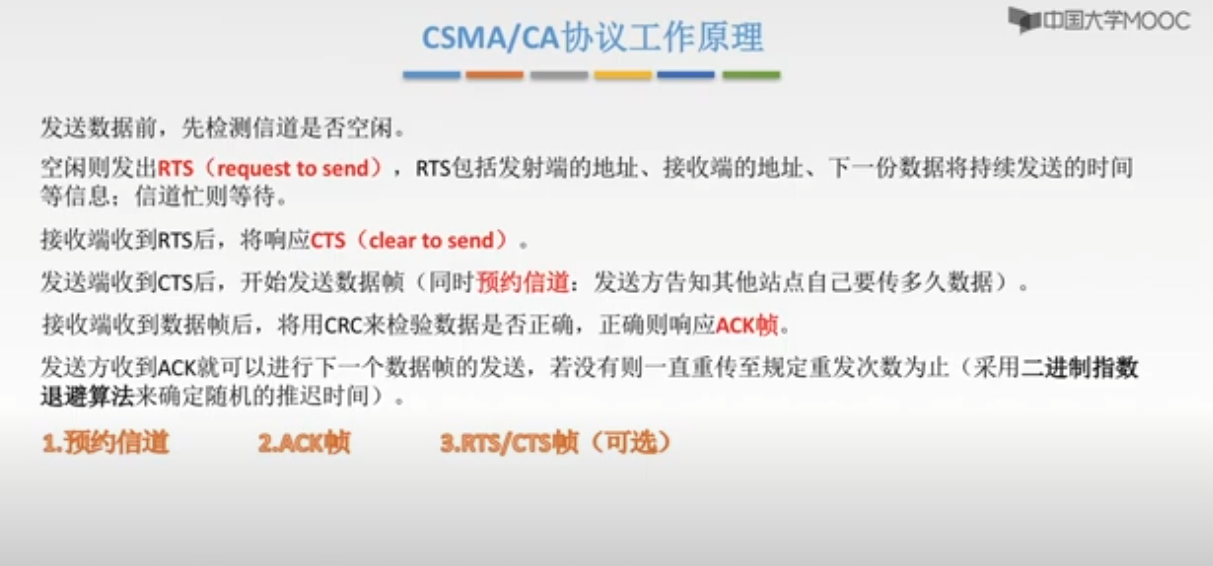 中国大学MOOC
CSMA/CA协议工作原理
发送数据前，先检测信道是否空闲。
空闲则发出RTS（request to send），RTS包括发射端的地址、接收端的地址、下一份数据将持续发送的时间
等信息；信道忙则等待。
接收端收到RTS后，将响应CTS（clear to send）。
发送端收到CTS后，开始发送数据帧（同时预约信道：发送方告知其他站点自己要传多久数据）。
接收端收到数据帧后，将用CRC来检验数据是否正确，正确则响应ACK帧。
发送方收到ACK就可以进行下一个数据帧的发送，若没有则一直重传至规定重发次数为止（采用二进制指数
退避算法来确定随机的推迟时间）。
1.预约信道 2.ACK帧 3.RTS/CTS帧（可选）